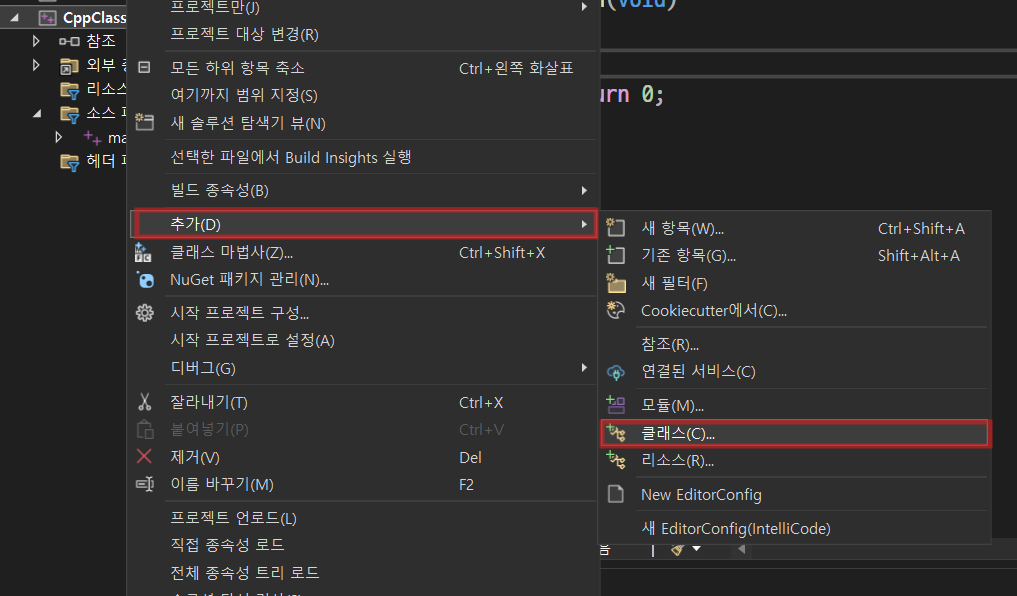 CppClass
참조
외부
리소스
소스
ma
헤더
프로젝트만(J)
프로젝트 대상 변경(R)
모든 하위 항목 축소 Ctrl+왼쪽 화살표
여기까지 범위 지정(S)
새 솔루션 탐색기 뷰(N)
선택한 파일에서 Build Insights 실행
빌드 종속성(B)
추가(D)
클래스 마법사(Z)... Ctrl+Shift+X
NuGet 패키지 관리(N)...
시작 프로젝트 구성...
시작 프로젝트로 설정(A)
디버그(G)
잘라내기(T) Ctrl+X
붙여넣기(P) Ctrl+V
제거(V) Del
이름 바꾸기(M) F2
프로젝트 언로드(L)
직접 종속성 로드
전체 종속성 트리 로드
(void)
urn 0;
새 항목(W)... Ctrl+Shift+A
기존 항목(G)... Shift+Alt+A
새 필터(F)
Cookiecutter에서(C)...
참조(R)...
연결된 서비스(C)
모듈(M)...
클래스(C)...
리소스(R)...
New EditorConfig
새 EditorConfig(IntelliCode)
음